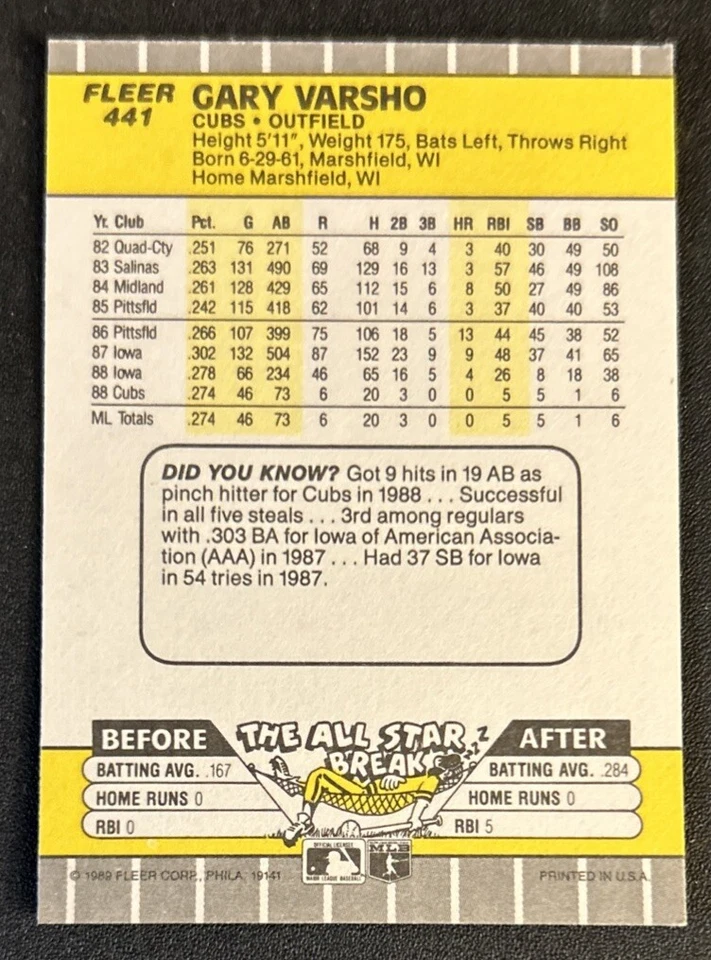 FLEER 441
GARY VARSHO
CUBS • OUTFIELD
Height 5'11", Weight 175, Bats Left, Throws Right
Born 6-29-61, Marshfield, WI
Home Marshfield, WI
Yr. Club Pct. G AB R H 2B 3B HR RBI SB BB SO
82 Quad-Cty .251 76 271 52 68 9 4 3 40 30 49 50
83 Salinas .263 131 490 69 129 16 13 3 57 46 49 108
84 Midland .261 128 429 65 112 15 6 8 50 27 49 86
85 Pittsfld .242 115 418 62 101 14 6 3 37 40 40 53
86 Pittsfld .266 107 399 75 106 18 5 13 44 45 38 52
87 Iowa .302 132 504 87 152 23 9 9 48 37 41 65
88 Iowa .278 66 234 46 65 16 5 4 26 8 18 38
88 Cubs .274 46 73 6 20 3 0 0 5 5 1 6
ML Totals .274 46 73 6 20 3 0 0 5 5 1 6
DID YOU KNOW? Got 9 hits in 19 AB as
pinch hitter for Cubs in 1988 . . . Successful
in all five steals . . . 3rd among regulars
with .303 BA for Iowa of American Associa-
tion (AAA) in 1987 . . . Had 37 SB for Iowa
in 54 tries in 1987.
BEFORE THE ALL STAR BREAK AFTER
ZZZZ
BATTING AVG. .167 BATTING AVG. .284
HOME RUNS 0 HOME RUNS 0
RBI 0 RBI 5
OFFICIAL LICENSEE
MAJOR LEAGUE BASEBALL
MLB
© 1989 FLEER CORP., PHILA. 19141 PRINTED IN U.S.A.